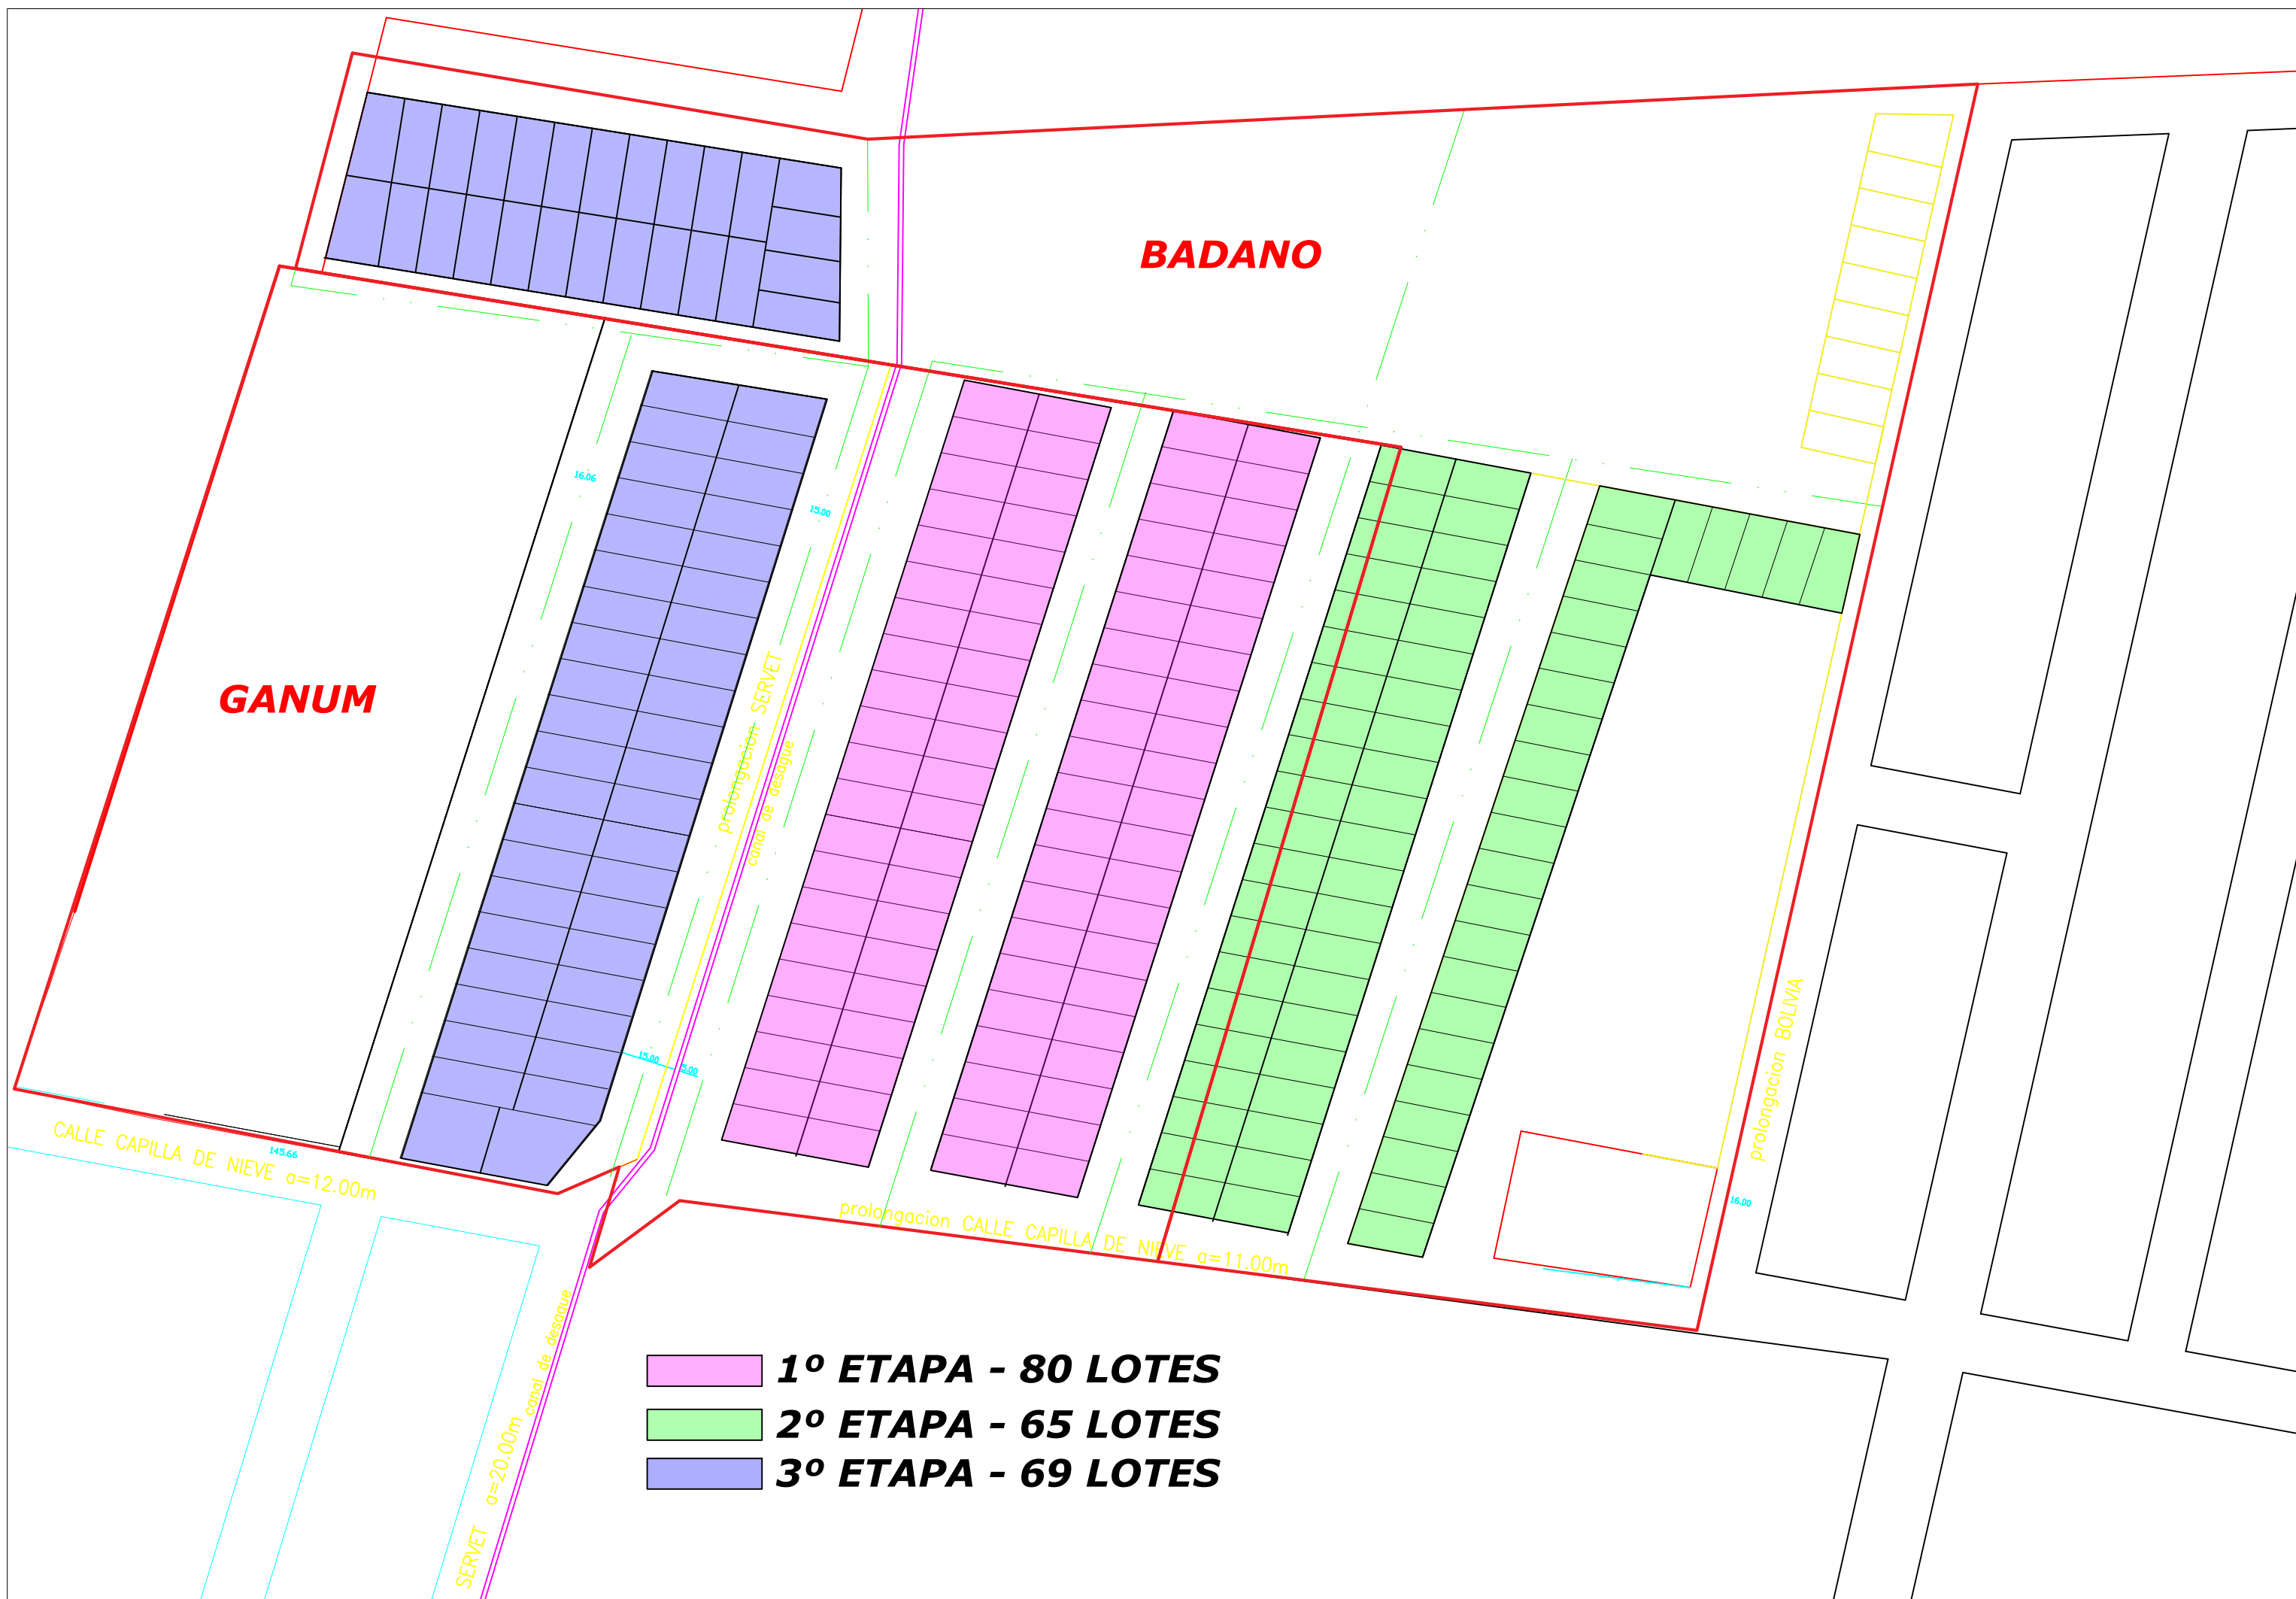 BADANO
16.06
15.00
GANUM
prolongacion SERVET
canal de desague
prolongacion BOLIVIA
15.00
5.00
CALLE CAPILLA DE NIEVE a=12.00m
145.66
16.00
prolongacion CALLE CAPILLA DE NIEVE a=11.00m
SERVET a=20.00m canal de desague
1º ETAPA - 80 LOTES
2º ETAPA - 65 LOTES
3º ETAPA - 69 LOTES